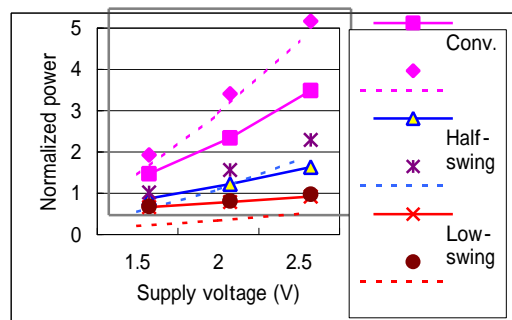 Normalized power
5
4
3
2
1
0
1.5 2 2.5
Supply voltage (V)
Conv.
Half-
swing
Low-
swing